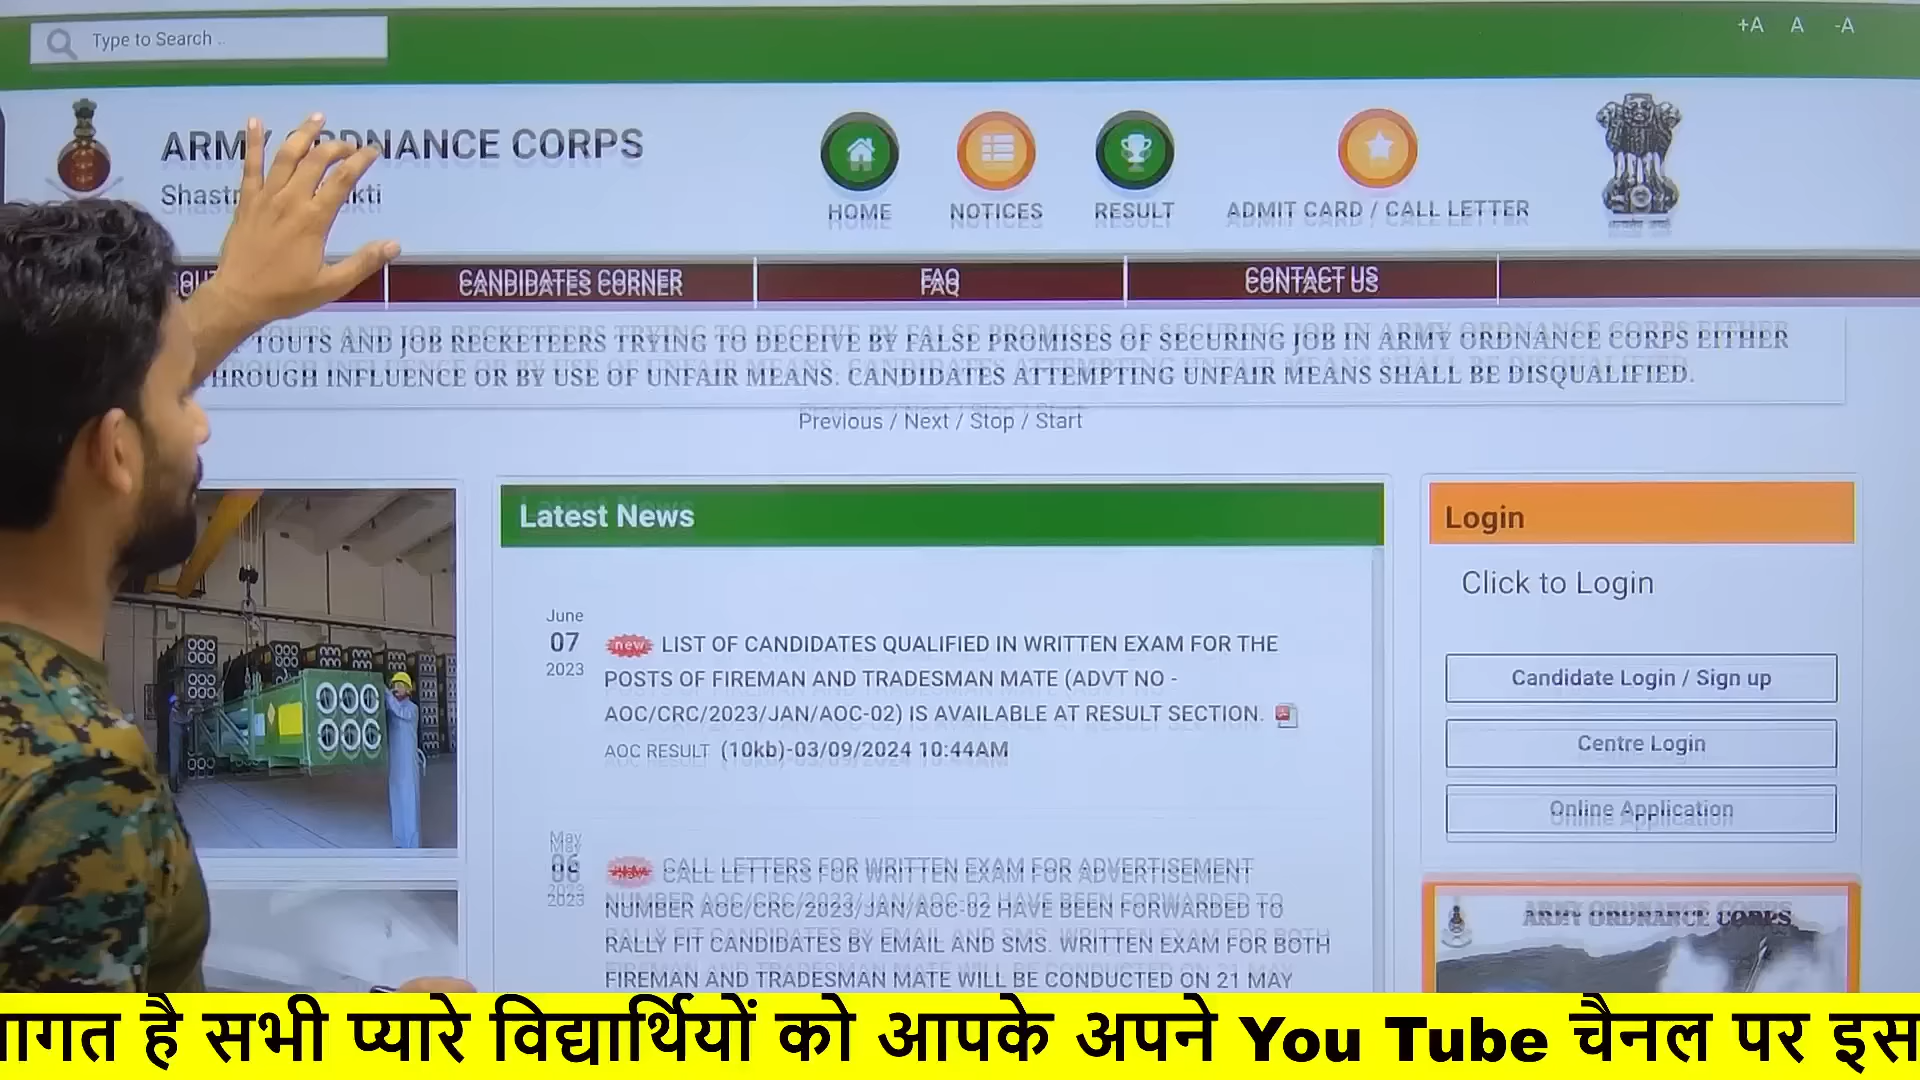 Type to Search ..
+A A -A
ARMY ORDNANCE CORPS
HOME
NOTICES
RESULT
ADMIT CARD / CALL LETTER
CANDIDATES CORNER
FAQ
CONTACT US
TOUTS AND JOB RECKETEERS TRYING TO DECEIVE BY FALSE PROMISES OF SECURING JOB IN ARMY ORDNANCE CORPS EITHER
THROUGH INFLUENCE OR BY USE OF UNFAIR MEANS. CANDIDATES ATTEMPTING UNFAIR MEANS SHALL BE DISQUALIFIED.
Previous / Next / Stop / Start
Latest News
June
07
2023
new LIST OF CANDIDATES QUALIFIED IN WRITTEN EXAM FOR THE
POSTS OF FIREMAN AND TRADESMAN MATE (ADVT NO -
AOC/CRC/2023/JAN/AOC-02) IS AVAILABLE AT RESULT SECTION.
AOC RESULT (10kb)-03/09/2024 10:44AM
May
06
2023
new CALL LETTERS FOR WRITTEN EXAM FOR ADVERTISEMENT
NUMBER AOC/CRC/2023/JAN/AOC-02 HAVE BEEN FORWARDED TO
RALLY FIT CANDIDATES BY EMAIL AND SMS. WRITTEN EXAM FOR BOTH
FIREMAN AND TRADESMAN MATE WILL BE CONDUCTED ON 21 MAY
Login
Click to Login
Candidate Login / Sign up
Centre Login
Online Application
ARMY ORDNANCE CORPS
है सभी प्यारे विद्यार्थियों को आपके अपने You Tube चैनल पर इस